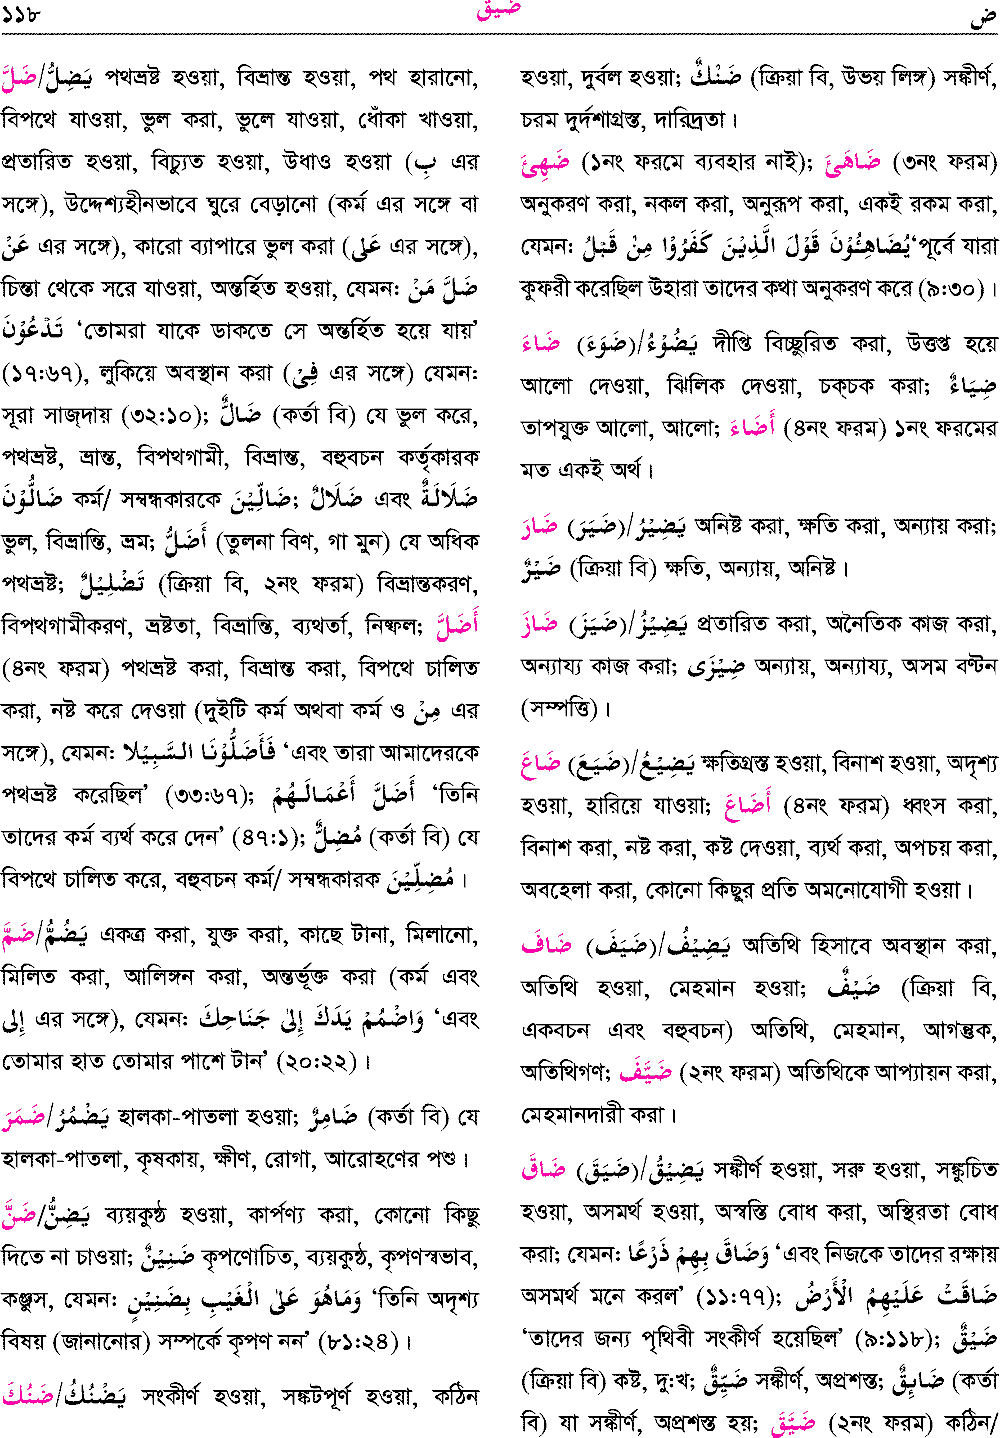 ১১৮
ضيق
ض
ضَلَّ/يَضِلُّ পথভ্রষ্ট হওয়া, বিভ্রান্ত হওয়া, পথ হারানো,
বিপথে যাওয়া, ভুল করা, ভুলে যাওয়া, ধোঁকা খাওয়া,
প্রতারিত হওয়া, বিচ্যুত হওয়া, উধাও হওয়া (بِ এর
সঙ্গে), উদ্দেশ্যহীনভাবে ঘুরে বেড়ানো (কর্ম এর সঙ্গে বা
عَنْ এর সঙ্গে), কারো ব্যাপারে ভুল করা (عَلٰى এর সঙ্গে),
চিন্তা থেকে সরে যাওয়া, অন্তর্হিত হওয়া, যেমন: ضَلَّ مَنْ
تَدْعُوْنَ ‘তোমরা যাকে ডাকতে সে অন্তর্হিত হয়ে যায়’
(১৭:৬৭), লুকিয়ে অবস্থান করা (فِيْ এর সঙ্গে) যেমন:
সূরা সাজ্‌দায় (৩২:১০); ضَالٌّ (কর্তা বি) যে ভুল করে,
পথভ্রষ্ট, ভ্রান্ত, বিপথগামী, বিভ্রান্ত, বহুবচন কর্তৃকারক
ضَالُّوْنَ কর্ম/ সম্বন্ধকারকে ضَالِّيْنَ; ضَلَالٌ এবং ضَلَالَةٌ
ভুল, বিভ্রান্তি, ভ্রম; أَضَلُّ (তুলনা বিণ, গা মুন) যে অধিক
পথভ্রষ্ট; تَضْلِيْلٌ (ক্রিয়া বি, ২নং ফরম) বিভ্রান্তকরণ,
বিপথগামীকরণ, ভ্রষ্টতা, বিভ্রান্তি, ব্যথর্তা, নিষ্ফল; أَضَلَّ
(৪নং ফরম) পথভ্রষ্ট করা, বিভ্রান্ত করা, বিপথে চালিত
করা, নষ্ট করে দেওয়া (দুইটি কর্ম অথবা কর্ম ও مِنْ এর
সঙ্গে), যেমন: فَأَضَلُّوْنَا السَّبِيْلَا ‘এবং তারা আমাদেরকে
পথভ্রষ্ট করেছিল’ (৩৩:৬৭); أَضَلَّ أَعْمَالَهُمْ ‘তিনি
তাদের কর্ম ব্যর্থ করে দেন’ (৪৭:১); مُضِلٌّ (কর্তা বি) যে
বিপথে চালিত করে, বহুবচন কর্ম/ সম্বন্ধকারক مُضِلِّيْنَ।
ضَمَّ/يَضُمُّ একত্র করা, যুক্ত করা, কাছে টানা, মিলানো,
মিলিত করা, আলিঙ্গন করা, অন্তর্ভূক্ত করা (কর্ম এবং
إِلٰى এর সঙ্গে), যেমন: وَاضْمُمْ يَدَكَ إِلٰى جَنَاحِكَ ‘এবং
তোমার হাত তোমার পাশে টান’ (২০:২২)।
ضَمَرَ/يَضْمُرُ হালকা-পাতলা হওয়া; ضَامِرٌ (কর্তা বি) যে
হালকা-পাতলা, কৃষকায়, ক্ষীণ, রোগা, আরোহণের পশু।
ضَنَّ/يَضِنُّ ব্যয়কুণ্ঠ হওয়া, কার্পণ্য করা, কোনো কিছু
দিতে না চাওয়া; ضَنِيْنٌ কৃপণোচিত, ব্যয়কুণ্ঠ, কৃপণস্বভাব,
কঞ্জুস, যেমন: وَمَاهُوَ عَلٰى الْغَيْبِ بِضَنِيْنٍ ‘তিনি অদৃশ্য
বিষয় (জানানোর) সম্পর্কে কৃপণ নন’ (৮১:২৪)।
ضَنُكَ/يَضْنُكُ সংকীর্ণ হওয়া, সঙ্কটপূর্ণ হওয়া, কঠিন
হওয়া, দুর্বল হওয়া; ضَنْكٌ (ক্রিয়া বি, উভয় লিঙ্গ) সঙ্কীর্ণ,
চরম দুর্দশাগ্রস্ত, দারিদ্রতা।
ضَهِئَ (১নং ফরমে ব্যবহার নাই); ضَاهَىَٔ (৩নং ফরম)
অনুকরণ করা, নকল করা, অনুরূপ করা, একই রকম করা,
যেমন: يُضَاهِئُوْنَ قَوْلَ الَّذِيْنَ كَفَرُوْا مِنْ قَبْلُ‘পূর্বে যারা
কুফরী করেছিল উহারা তাদের কথা অনুকরণ করে (৯:৩০)।
ضَاءَ (ضَوَءَ)/يَضُوْءُ দীপ্তি বিচ্ছুরিত করা, উত্তপ্ত হয়ে
আলো দেওয়া, ঝিলিক দেওয়া, চক্‌চক করা; ضِيَاءٌ
তাপযুক্ত আলো, আলো; أَضَاءَ (৪নং ফরম) ১নং ফরমের
মত একই অর্থ।
ضَارَ (ضَيَرَ)/يَضِيْرُ অনিষ্ট করা, ক্ষতি করা, অন্যায় করা;
ضَيْرٌ (ক্রিয়া বি) ক্ষতি, অন্যায়, অনিষ্ট।
ضَازَ (ضَيَزَ)/يَضِيْزُ প্রতারিত করা, অনৈতিক কাজ করা,
অন্যায্য কাজ করা; ضِيْزٰى অন্যায়, অন্যায্য, অসম বণ্টন
(সম্পত্তি)।
ضَاعَ (ضَيَعَ)/يَضِيْعُ ক্ষতিগ্রস্ত হওয়া, বিনাশ হওয়া, অদৃশ্য
হওয়া, হারিয়ে যাওয়া; أَضَاعَ (৪নং ফরম) ধ্বংস করা,
বিনাশ করা, নষ্ট করা, কষ্ট দেওয়া, ব্যর্থ করা, অপচয় করা,
অবহেলা করা, কোনো কিছুর প্রতি অমনোযোগী হওয়া।
ضَافَ (ضَيَفَ)/يَضِيْفُ অতিথি হিসাবে অবস্থান করা,
অতিথি হওয়া, মেহমান হওয়া; ضَيْفٌ (ক্রিয়া বি,
একবচন এবং বহুবচন) অতিথি, মেহমান, আগন্তুক,
অতিথিগণ; ضَيَّفَ (২নং ফরম) অতিথিকে আপ্যায়ন করা,
মেহমানদারী করা।
ضَاقَ (ضَيَقَ)/يَضِيْقُ সঙ্কীর্ণ হওয়া, সরু হওয়া, সঙ্কুচিত
হওয়া, অসমর্থ হওয়া, অস্বস্তি বোধ করা, অস্থিরতা বোধ
করা; যেমন: وَضَاقَ بِهِمْ ذَرْعًا ‘এবং নিজকে তাদের রক্ষায়
অসমর্থ মনে করল’ (১১:৭৭); ضَاقَتْ عَلَيْهِمُ الْأَرْضُ
‘তাদের জন্য পৃথিবী সংকীর্ণ হয়েছিল’ (৯:১১৮); ضَيْقٌ
(ক্রিয়া বি) কষ্ট, দু:খ; ضَيِّقٌ সঙ্কীর্ণ, অপ্রশস্ত; ضَائِقٌ (কর্তা
বি) যা সঙ্কীর্ণ, অপ্রশস্ত হয়; ضَيَّقَ (২নং ফরম) কঠিন/